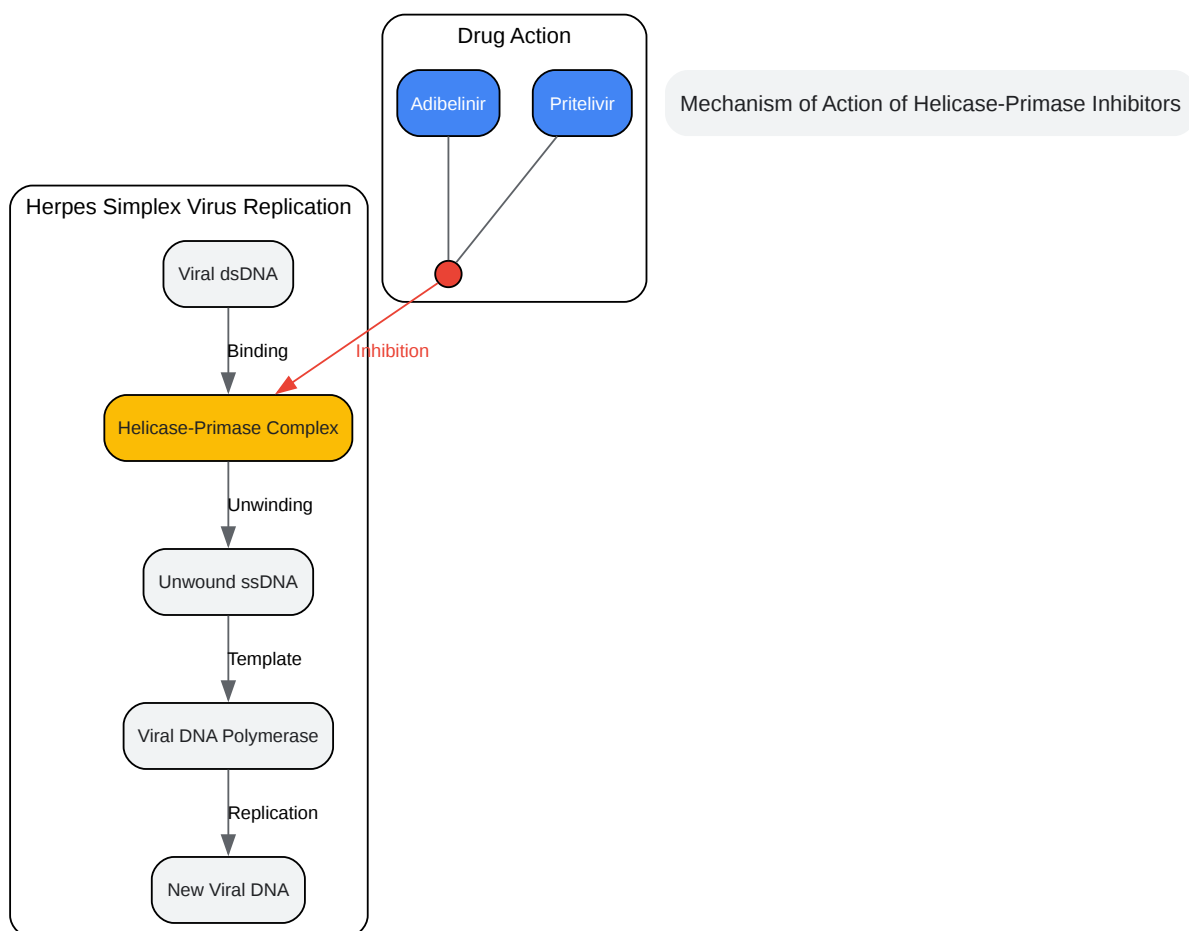 Drug Action
Adibelinir
Pritelivir
Mechanism of Action of Helicase-Primase Inhibitors
Herpes Simplex Virus Replication
Viral dsDNA
Binding
Inhibition
Helicase-Primase Complex
Unwinding
Unwound ssDNA
Template
Viral DNA Polymerase
Replication
New Viral DNA